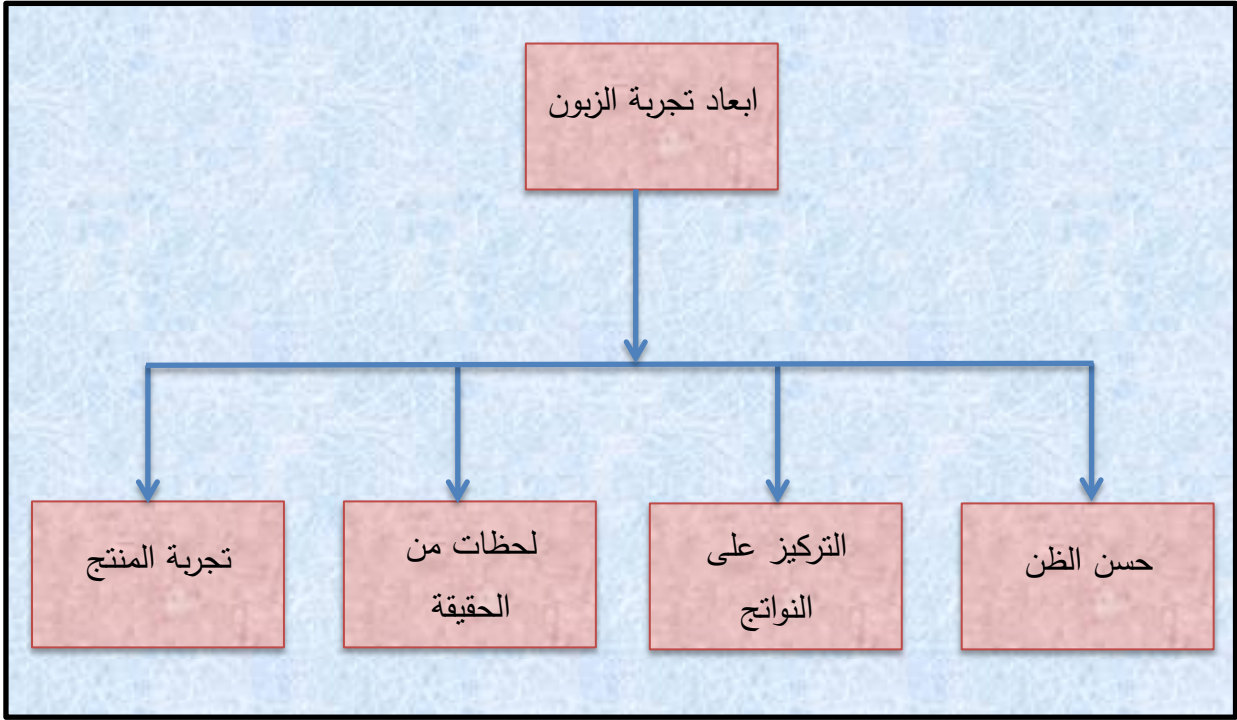 ابعاد تجربة الزبون
حسن الظن
التركيز على
النواتج
لحظات من
الحقيقة
تجربة المنتج